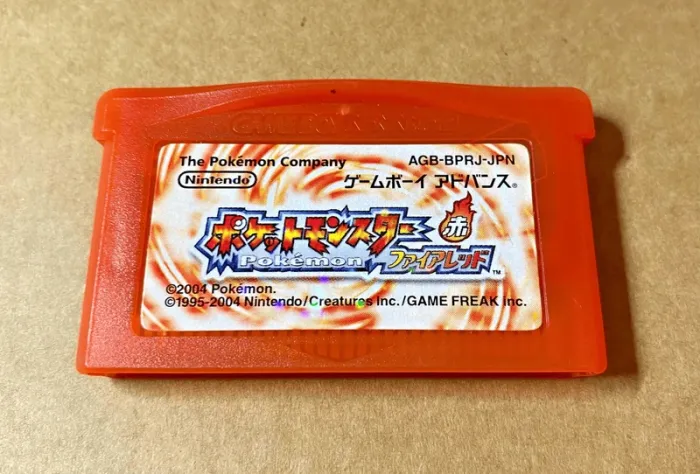 The Pokémon Company
AGB-BPRJ-JPN
Nintendo
ゲームボーイ アドバンス®
ポケットモンスター
赤
Pokémon
ファイアレッド™
©2004 Pokémon.
©1995-2004 Nintendo/Creatures inc./GAME FREAK inc.